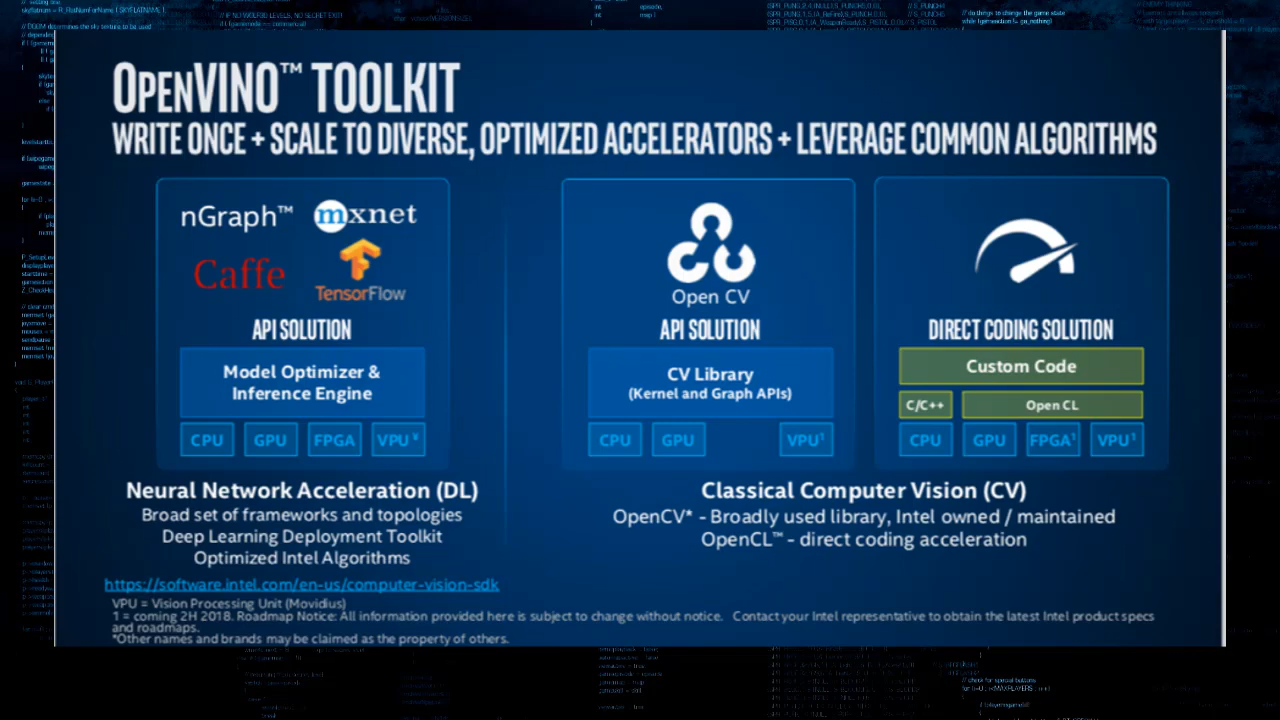 OPENVINO™ TOOLKIT
WRITE ONCE + SCALE TO DIVERSE, OPTIMIZED ACCELERATORS + LEVERAGE COMMON ALGORITHMS
nGraph™ mxnet
Caffe TensorFlow
API SOLUTION
Model Optimizer &
Inference Engine
CPU GPU FPGA VPU
Neural Network Acceleration (DL)
Broad set of frameworks and topologies
Deep Learning Deployment Toolkit
Optimized Intel Algorithms
Open CV
API SOLUTION
CV Library
(Kernel and Graph APIs)
CPU GPU VPU¹
DIRECT CODING SOLUTION
Custom Code
C/C++ Open CL
CPU GPU FPGA¹ VPU¹
Classical Computer Vision (CV)
OpenCV* - Broadly used library, Intel owned / maintained
OpenCL™ - direct coding acceleration
https://software.intel.com/en-us/computer-vision-sdk
VPU = Vision Processing Unit (Movidius)
1 = coming 2H 2018. Roadmap Notice: All information provided here is subject to change without notice. Contact your Intel representative to obtain the latest Intel product specs
and roadmaps.
*Other names and brands may be claimed as the property of others.
// check for special buttons